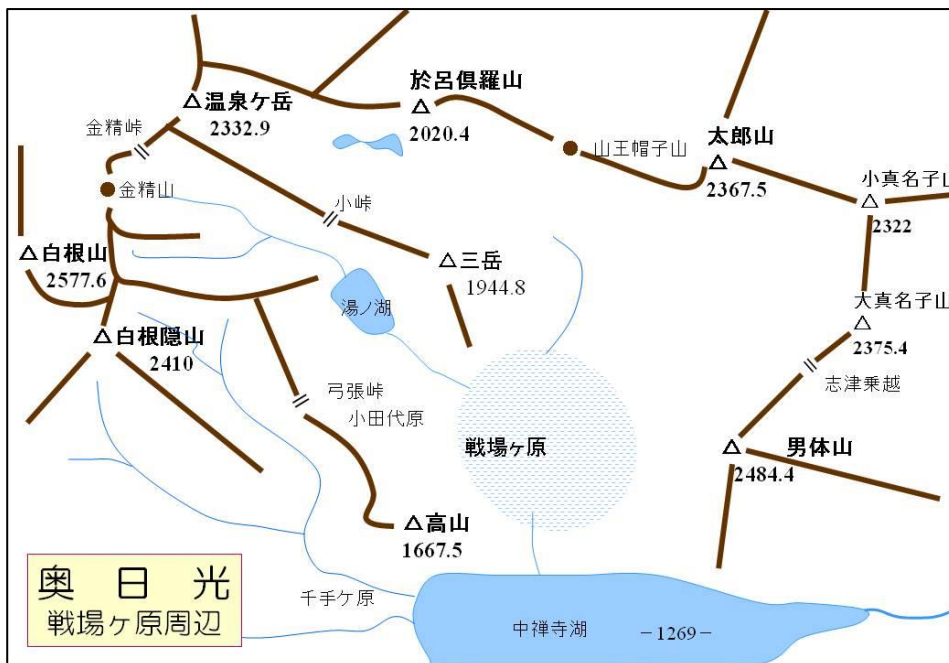 於呂倶羅山
2020.4
温泉ケ岳
2332.9
金精峠
山王帽子山
太郎山
2367.5
小真名子山
2322
金精山
小峠
白根山
2577.6
三岳
1944.8
湯ノ湖
大真名子山
2375.4
白根隠山
2410
弓張峠
小田代原
志津乗越
戦場ヶ原
男体山
2484.4
高山
1667.5
奥日光
戦場ヶ原周辺
千手ケ原
中禅寺湖
－1269－